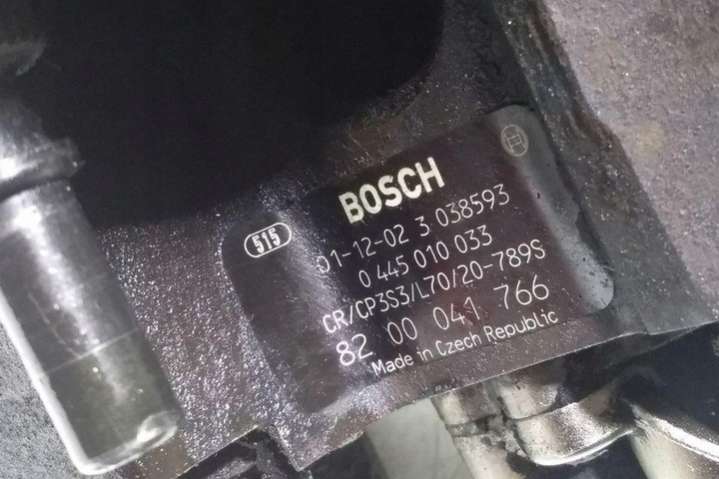 BOSCH
515
01-12-02 3 038593
0 445 010 033
CR/CP3S3/L70/20-789S
82 00 041 766
Made in Czech Republic